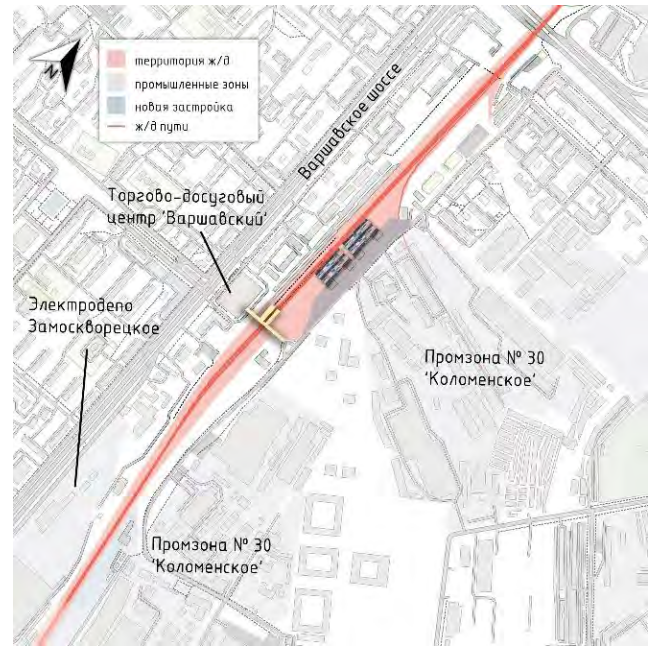 N
территория ж/д
промышленные зоны
новая застройка
ж/д пути
Варшавское шоссе
Торгово-досуговый
центр 'Варшавский'
Электродепо
Замоскворецкое
Промзона № 30
'Коломенское'
Промзона № 30
'Коломенское'